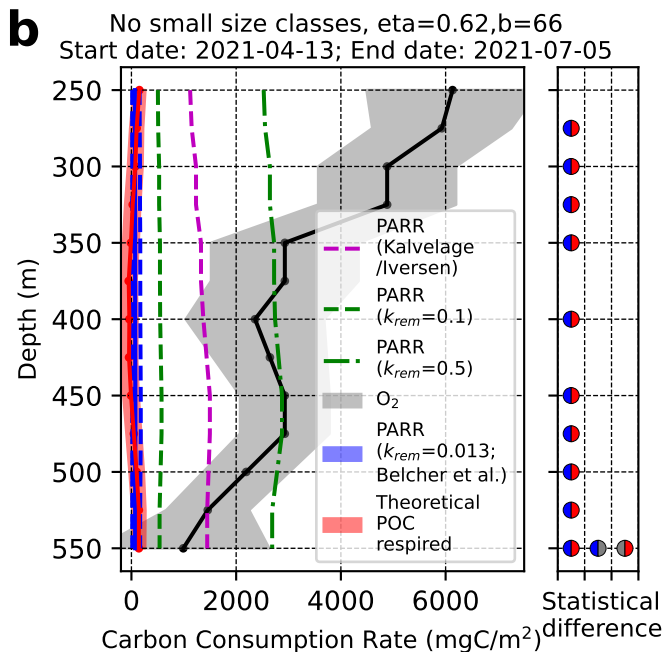 b
No small size classes, eta=0.62,b=66
Start date: 2021-04-13; End date: 2021-07-05
250
300
350
400
450
500
550
Depth (m)
PARR
(Kalvelage
/Iversen)
PARR
(k_rem=0.1)
PARR
(k_rem=0.5)
O₂
PARR
(k_rem=0.013;
Belcher et al.)
Theoretical
POC
respired
0 2000 4000 6000
Carbon Consumption Rate (mgC/m²)
Statistical
difference